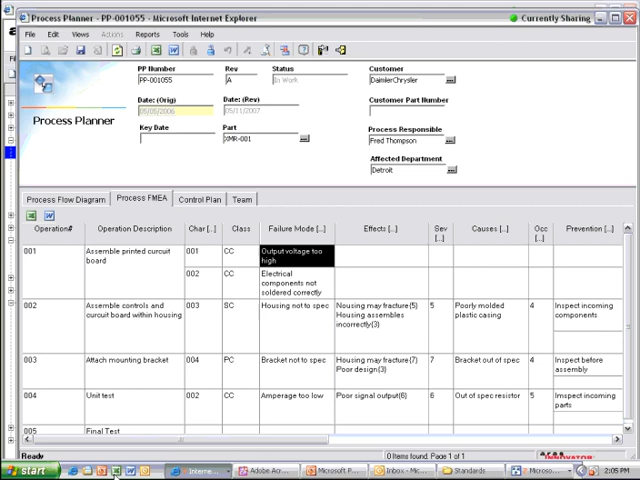 Process Planner - PP-001055 - Microsoft Internet Explorer
Currently Sharing
File Edit Views Actions Reports Tools Help
PP Number
Rev
Status
Customer
PP-001055
A
In Work
DaimlerChrysler
Date: (Orig)
Date: (Rev)
Customer Part Number
05/05/2006
05/11/2007
Process Planner
Key Date
Part
Process Responsible
XMR-001
Fred Thompson
Affected Department
Detroit
Process Flow Diagram Process FMEA Control Plan Team
Operation# Operation Description Char [...] Class Failure Mode [...] Effects [...] Sev [...] Causes [...] Occ [...] Prevention [...]
001 Assemble printed curcuit board 001 CC Output voltage too high
002 CC Electrical components not soldered correctly
002 Assemble controls and curcuit board within housing 003 SC Housing not to spec Nousing may fracture(5) Housing assembles incorrectly(3) 5 Poorly molded plastic casing 4 Inspect incoming components
003 Attach mounting bracket 004 PC Bracket not to spec Housing may fracture(7) Poor design(3) 7 Bracket out of spec 4 Inspect before assembly
004 Unit test 002 CC Amperage too low Poor signal output(6) 6 Out of spec resistor 5 Imspect incoming parts
005 Final Test
Ready
0 Items found. Page 1 of 1
INNOVATOR
start
Interne...
Adobe Acr...
Microsoft P...
Inbox - Mic...
Standards
Microso...
2:05 PM